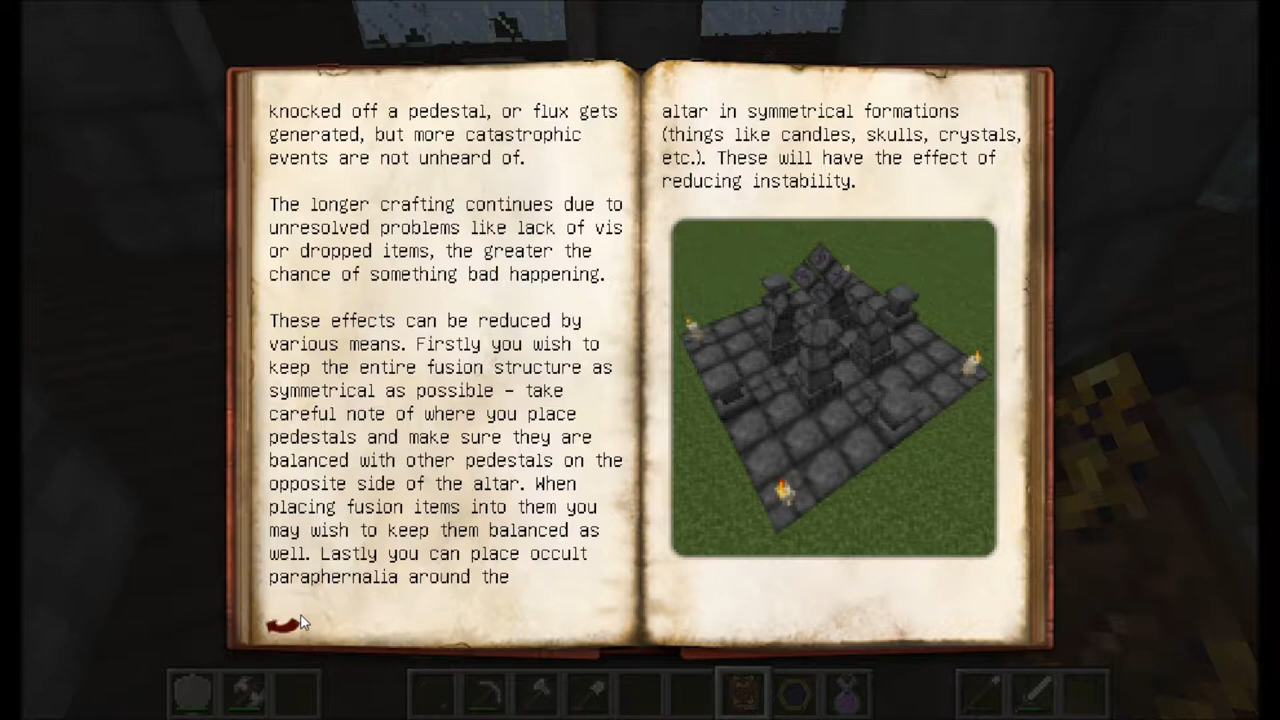 knocked off a pedestal, or flux gets
generated, but more catastrophic
events are not unheard of.
The longer crafting continues due to
unresolved problems like lack of vis
or dropped items, the greater the
chance of something bad happening.
These effects can be reduced by
various means. Firstly you wish to
keep the entire fusion structure as
symmetrical as possible - take
careful note of where you place
pedestals and make sure they are
balanced with other pedestals on the
opposite side of the altar. When
placing fusion items into them you
may wish to keep them balanced as
well. Lastly you can place occult
paraphernalia around the
altar in symmetrical formations
(things like candles, skulls, crystals,
etc.). These will have the effect of
reducing instability.